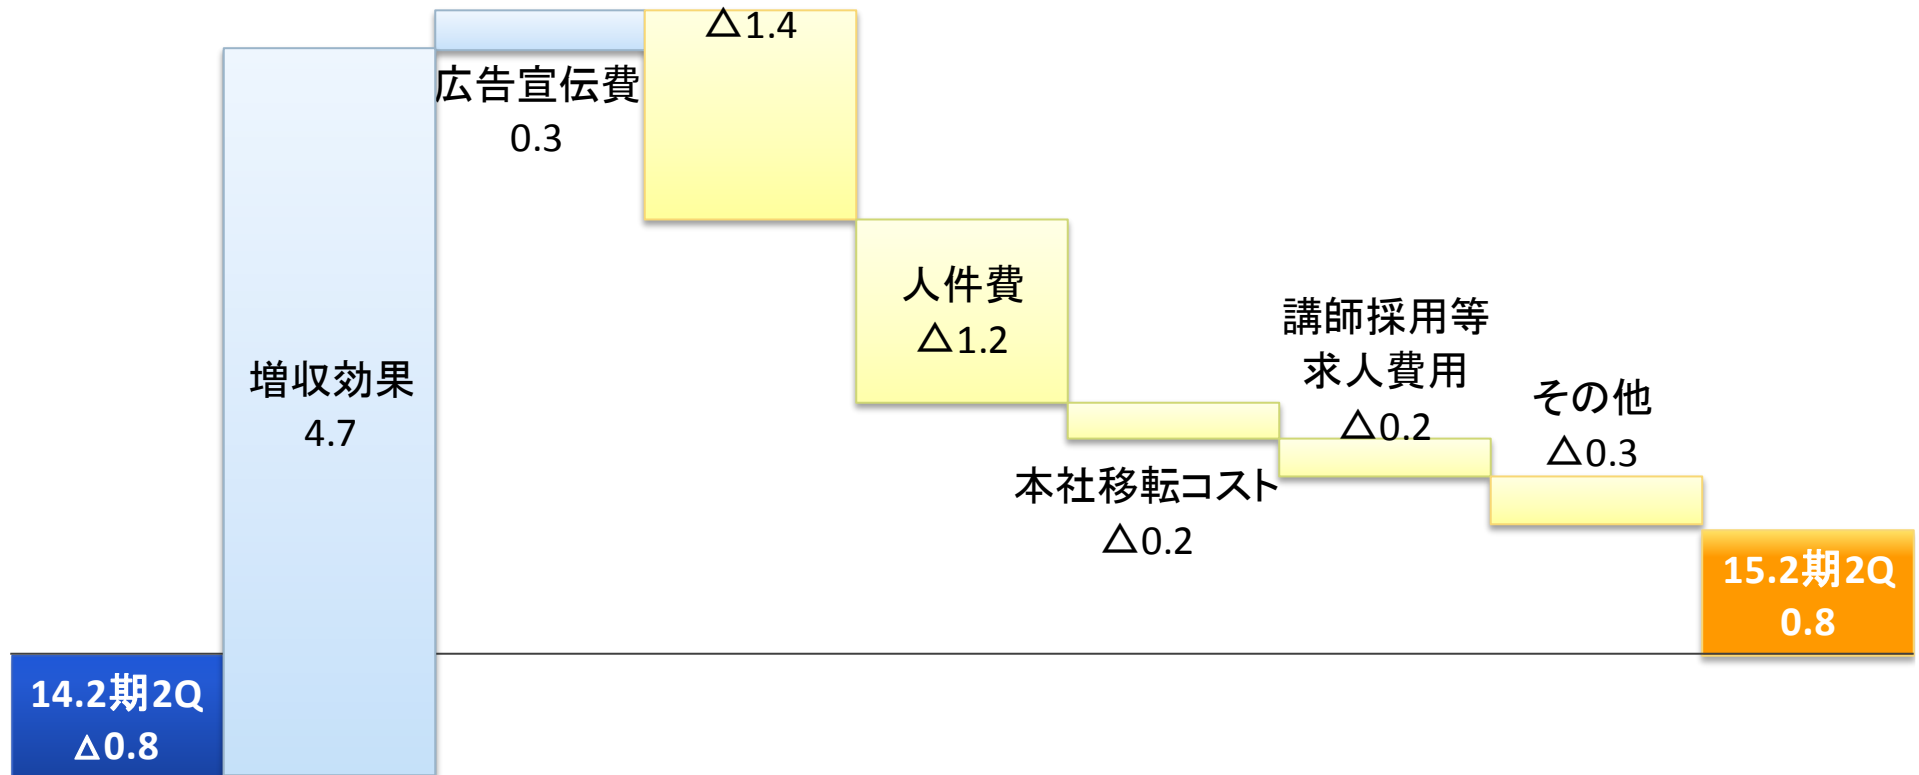 14.2期2Q
△0.8
増収効果
4.7
広告宣伝費
0.3
△1.4
人件費
△1.2
本社移転コスト
△0.2
講師採用等
求人費用
△0.2
その他
△0.3
15.2期2Q
0.8